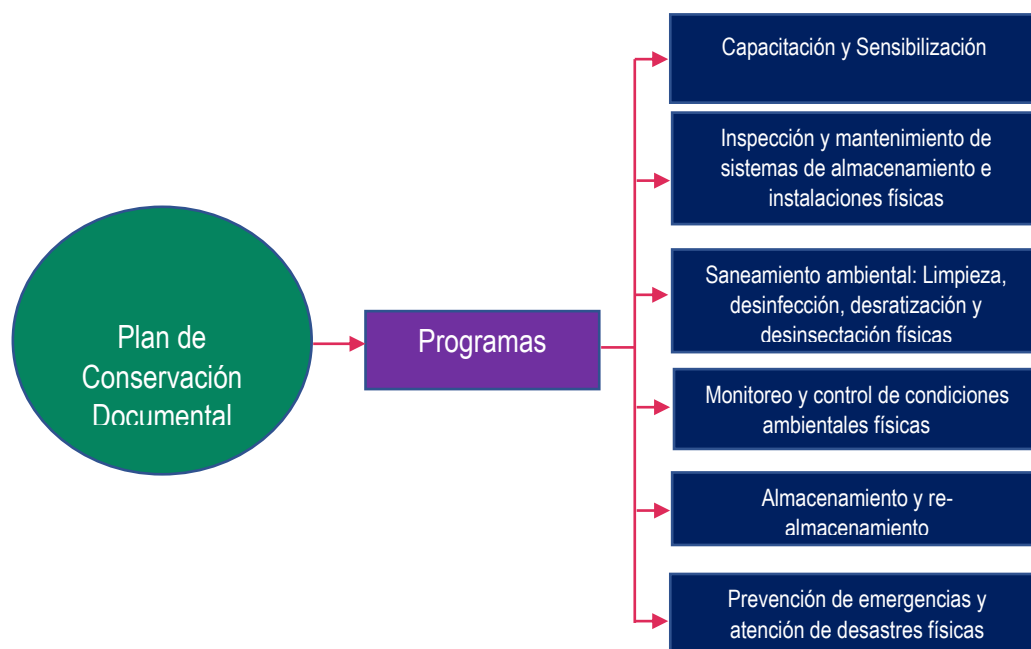 Plan de
Conservación
Documental
Programas
Capacitación y Sensibilización
Inspección y mantenimiento de
sistemas de almacenamiento e
instalaciones físicas
Saneamiento ambiental: Limpieza,
desinfección, desratización y
desinsectación físicas
Monitoreo y control de condiciones
ambientales físicas
Almacenamiento y re-
almacenamiento
Prevención de emergencias y
atención de desastres físicas